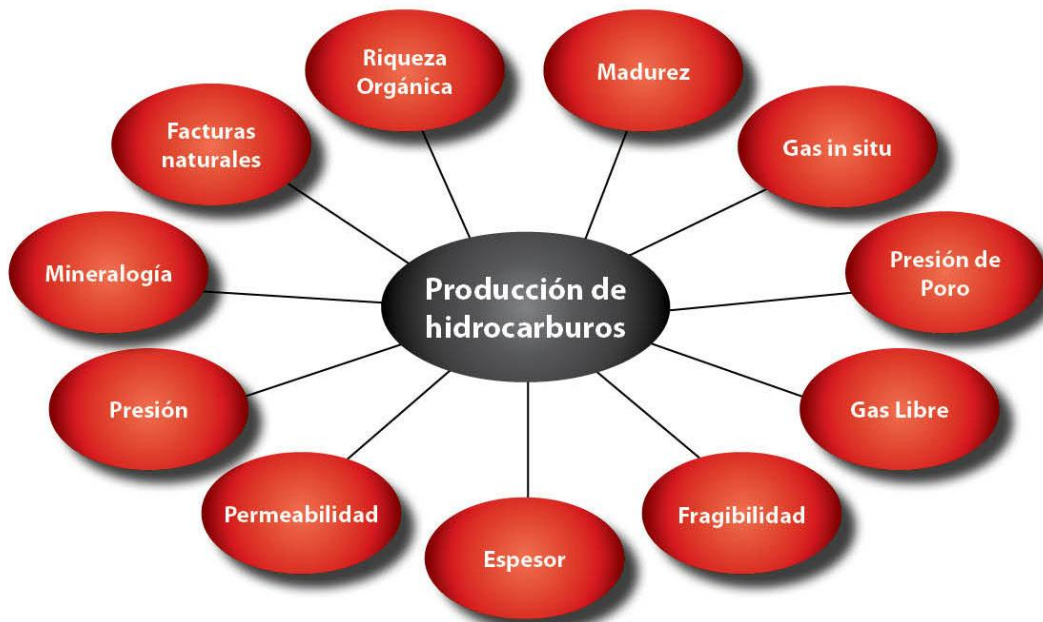 Riqueza
Orgánica
Madurez
Facturas
naturales
Gas in situ
Mineralogía
Producción de
hidrocarburos
Presión de
Poro
Presión
Gas Libre
Permeabilidad
Fragibilidad
Espesor